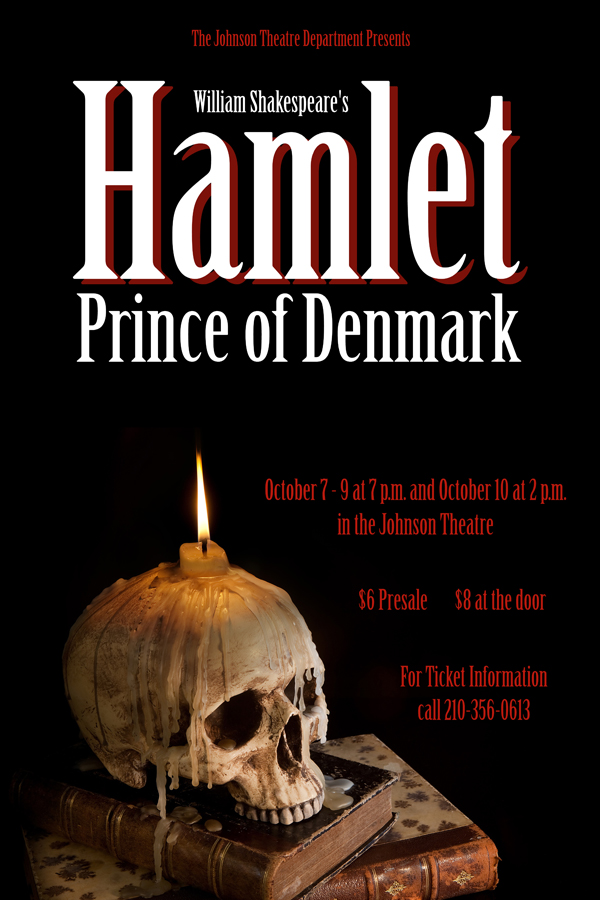 The Johnson Theatre Department Presents
William Shakespeare's
Hamlet
Prince of Denmark
October 7 - 9 at 7 p.m. and October 10 at 2 p.m.
in the Johnson Theatre
$6 Presale $8 at the door
For Ticket Information
call 210-356-0613